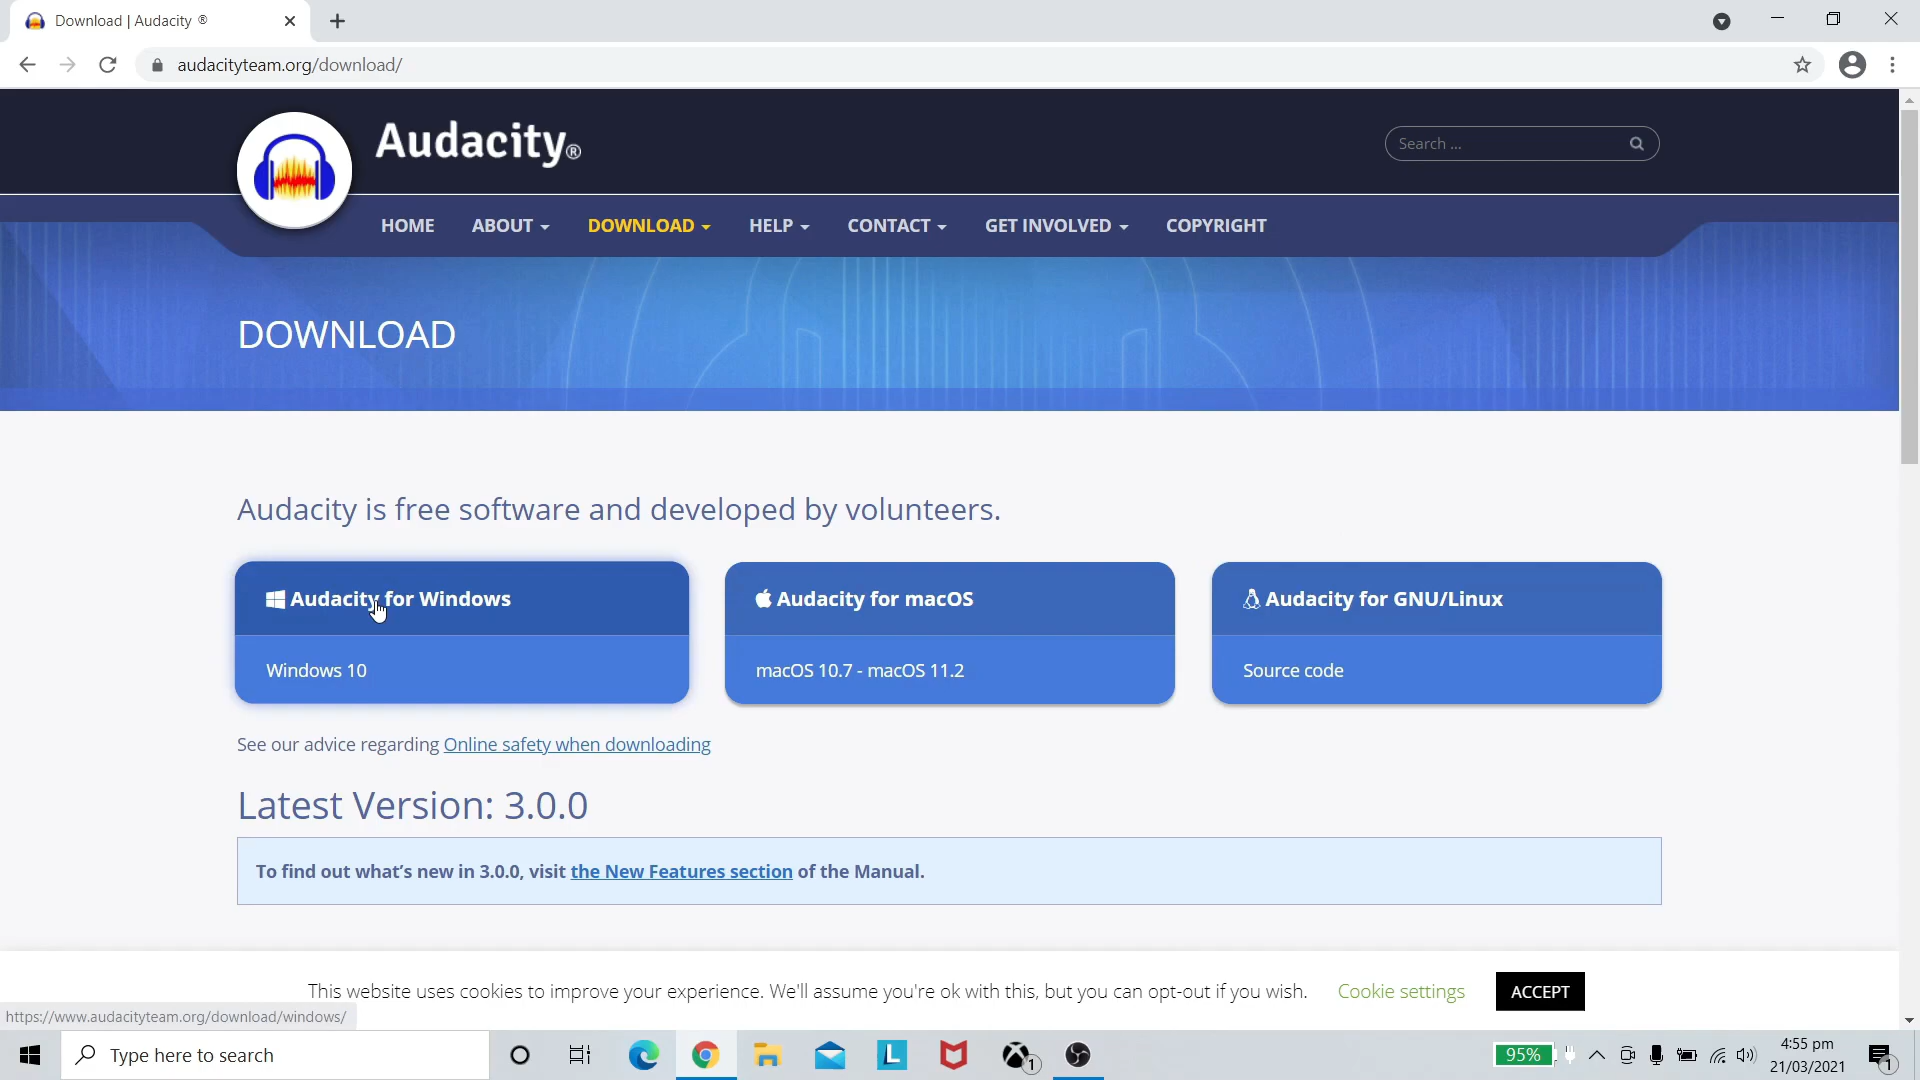 Download | Audacity ®
audacityteam.org/download/
Audacity®
Search ...
HOME ABOUT DOWNLOAD HELP CONTACT GET INVOLVED COPYRIGHT
DOWNLOAD
Audacity is free software and developed by volunteers.
Audacity for Windows
Windows 10
Audacity for macOS
macOS 10.7 - macOS 11.2
Audacity for GNU/Linux
Source code
See our advice regarding Online safety when downloading
Latest Version: 3.0.0
To find out what’s new in 3.0.0, visit the New Features section of the Manual.
This website uses cookies to improve your experience. We'll assume you're ok with this, but you can opt-out if you wish. Cookie settings ACCEPT
https://www.audacityteam.org/download/windows/
Type here to search
L
1
95%
4:55 pm
21/03/2021
1